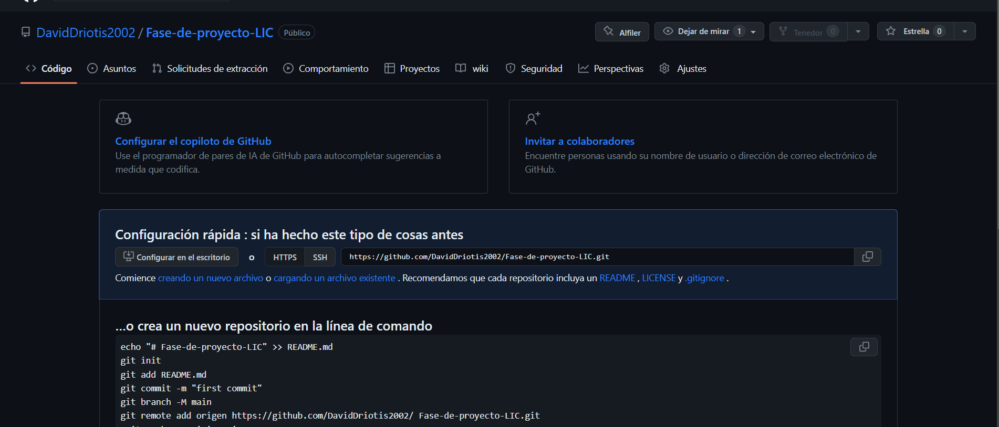 DavidDriotis2002 / Fase-de-proyecto-LIC Público
Alfiler Dejar de mirar 1 Tenedor 0 Estrella 0
Código Asuntos Solicitudes de extracción Comportamiento Proyectos wiki Seguridad Perspectivas Ajustes
Configurar el copiloto de GitHub
Use el programador de pares de IA de GitHub para autocompletar sugerencias a
medida que codifica.
Invitar a colaboradores
Encuentre personas usando su nombre de usuario o dirección de correo electrónico de
GitHub.
Configuración rápida : si ha hecho este tipo de cosas antes
Configurar en el escritorio o HTTPS SSH https://github.com/DavidDriotis2002/Fase-de-proyecto-LIC.git
Comience creando un nuevo archivo o cargando un archivo existente . Recomendamos que cada repositorio incluya un README , LICENSE y .gitignore .
...o crea un nuevo repositorio en la línea de comando
echo "# Fase-de-proyecto-LIC" >> README.md
git init
git add README.md
git commit -m "first commit"
git branch -M main
git remote add origen https://github.com/DavidDriotis2002/ Fase-de-proyecto-LIC.git